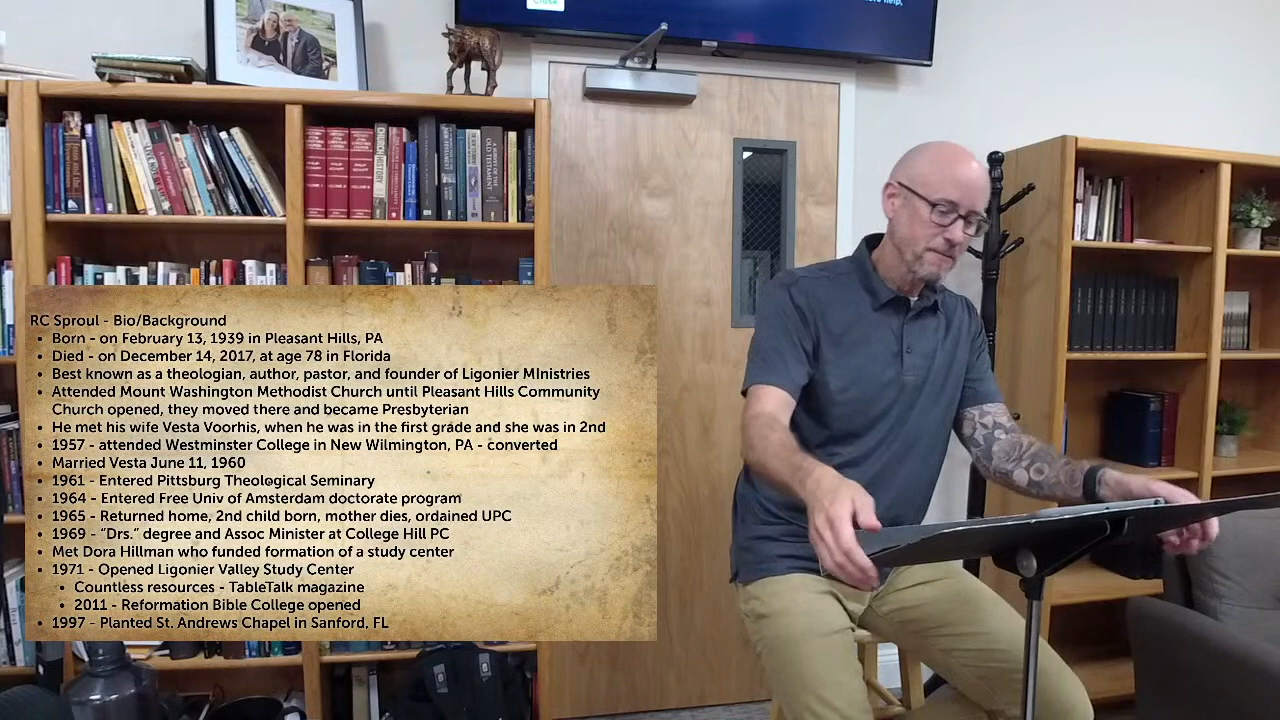 Close
CHURCH HISTORY
OLD TESTAMENT
RC Sproul - Bio/Background
• Born - on February 13, 1939 in Pleasant Hills, PA
• Died - on December 14, 2017, at age 78 in Florida
• Best known as a theologian, author, pastor, and founder of Ligonier MInistries
• Attended Mount Washington Methodist Church until Pleasant Hills Community
Church opened, they moved there and became Presbyterian
• He met his wife Vesta Voorhis, when he was in the first grade and she was in 2nd
• 1957 - attended Westminster College in New Wilmington, PA - converted
• Married Vesta June 11, 1960
• 1961 - Entered Pittsburg Theological Seminary
• 1964 - Entered Free Univ of Amsterdam doctorate program
• 1965 - Returned home, 2nd child born, mother dies, ordained UPC
• 1969 - “Drs.” degree and Assoc Minister at College Hill PC
• Met Dora Hillman who funded formation of a study center
• 1971 - Opened Ligonier Valley Study Center
• Countless resources - TableTalk magazine
• 2011 - Reformation Bible College opened
• 1997 - Planted St. Andrews Chapel in Sanford, FL